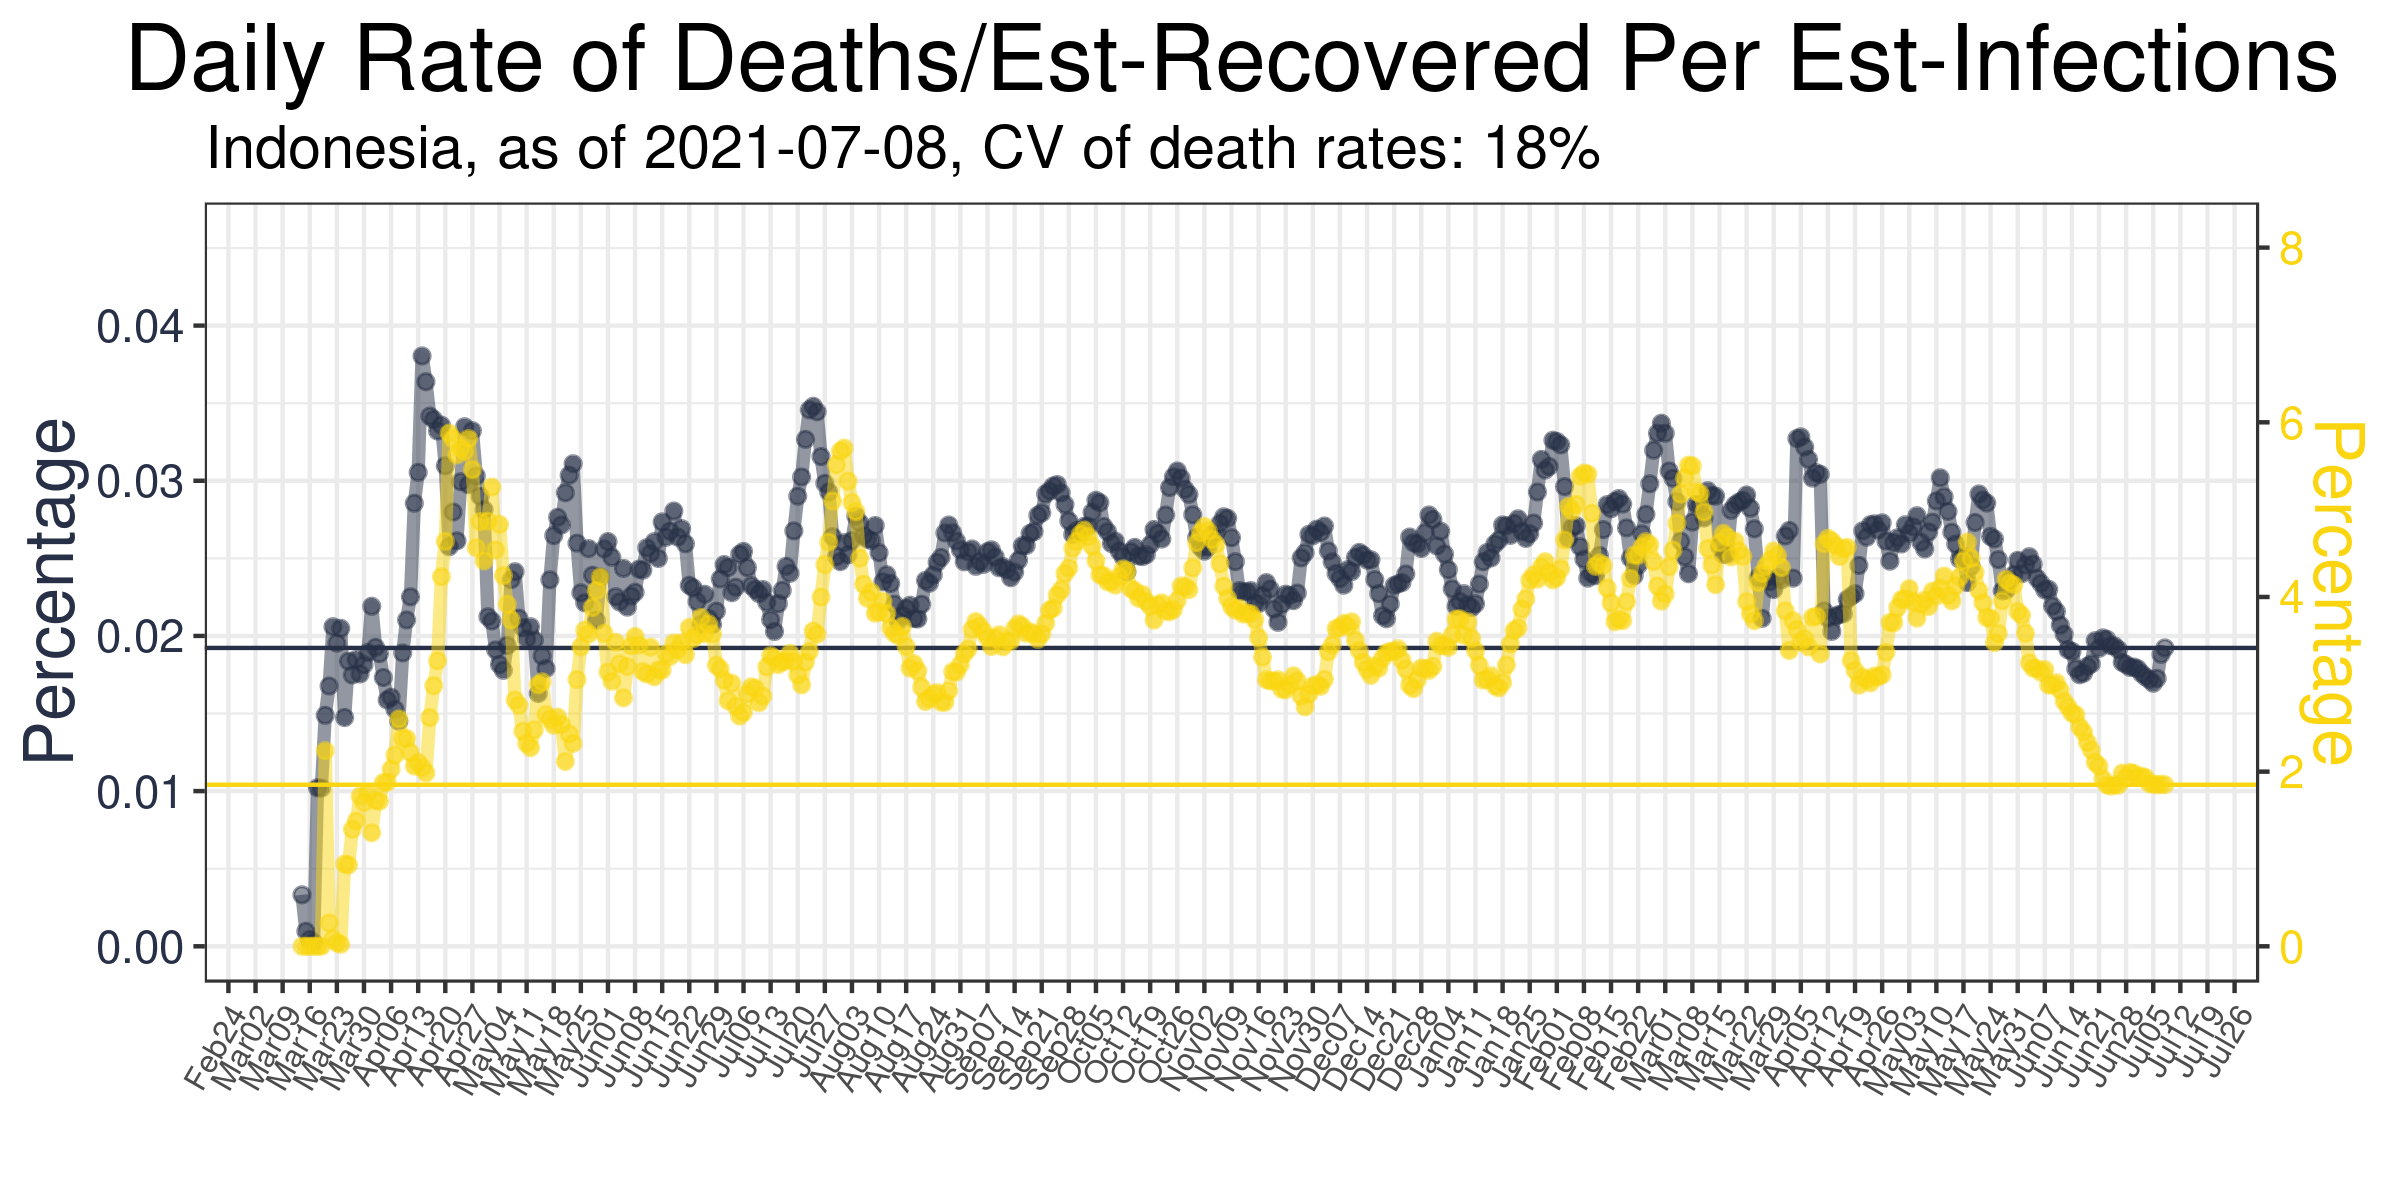 Daily Rate of Deaths/Est-Recovered Per Est-Infections
Indonesia, as of 2021-07-08, CV of death rates: 18%
Percentage
0.04
0.03
0.02
0.01
0.00
8
6
4
2
0
Percentage
Feb24
Mar02
Mar09
Mar16
Mar23
Mar30
Apr06
Apr13
Apr20
Apr27
May04
May11
May18
May25
Jun01
Jun08
Jun15
Jun22
Jun29
Jul06
Jul13
Jul20
Jul27
Aug03
Aug10
Aug17
Aug24
Aug31
Sep07
Sep14
Sep21
Sep28
Oct05
Oct12
Oct19
Oct26
Nov02
Nov09
Nov16
Nov23
Nov30
Dec07
Dec14
Dec21
Dec28
Jan04
Jan11
Jan18
Jan25
Feb01
Feb08
Feb15
Feb22
Mar01
Mar08
Mar15
Mar22
Mar29
Apr05
Apr12
Apr19
Apr26
May03
May10
May17
May24
May31
Jun07
Jun14
Jun21
Jun28
Jul05
Jul12
Jul19
Jul26